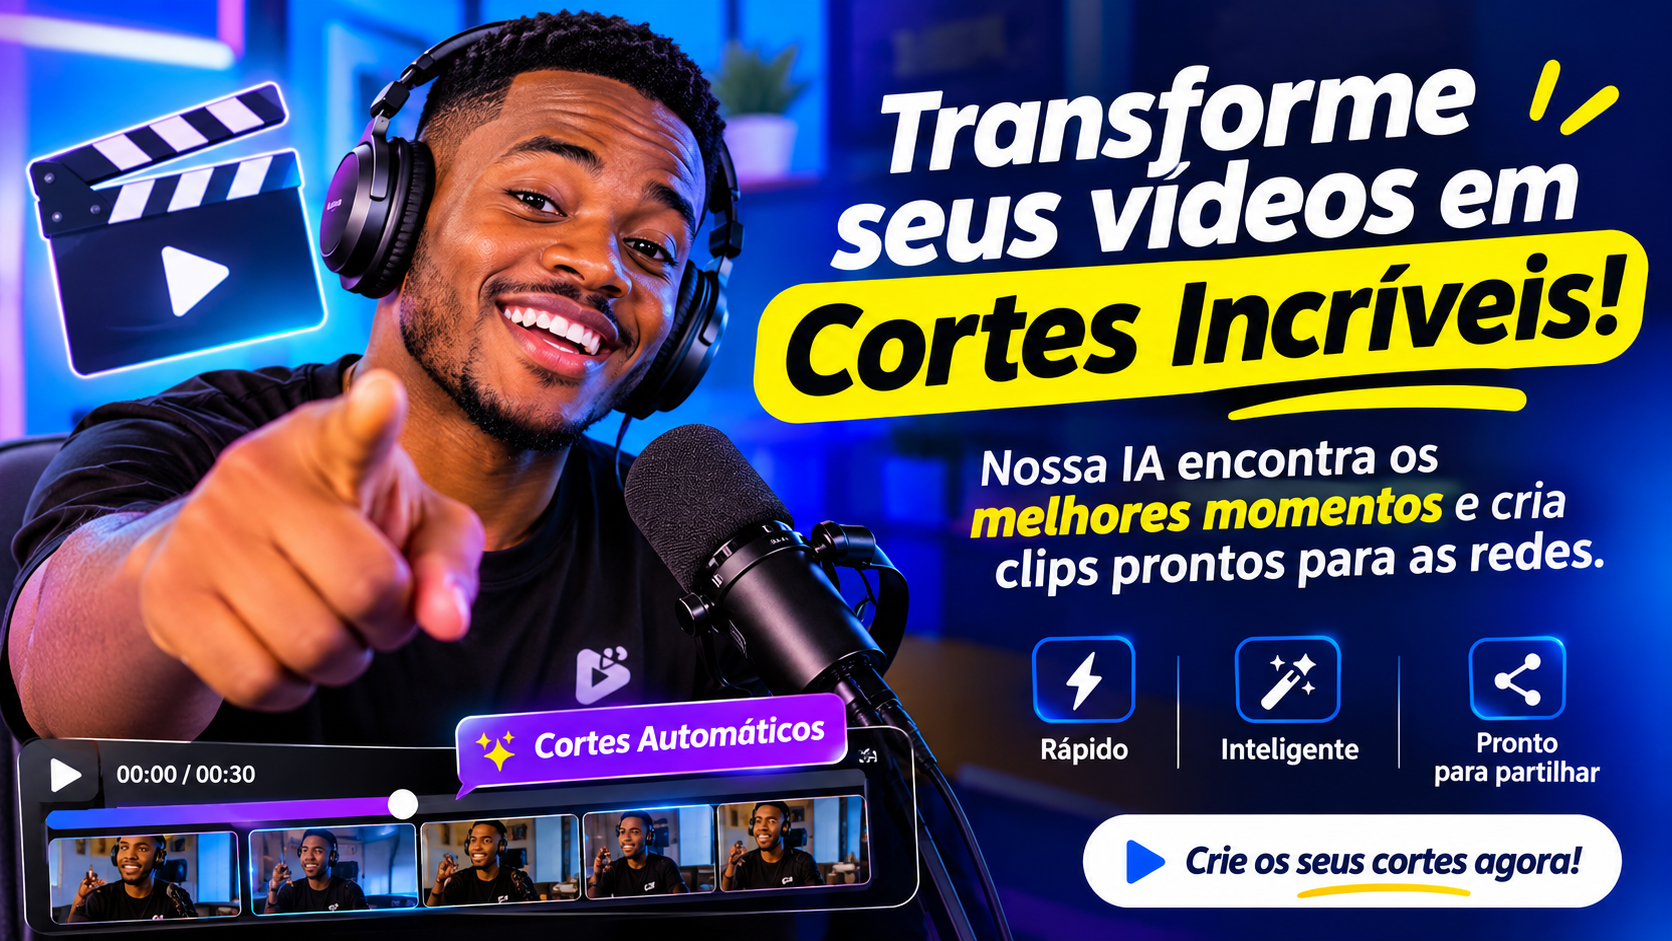 Transforme
seus vídeos em
Cortes Incríveis!
Nossa IA encontra os
melhores momentos e cria
clips prontos para as redes.
Rápido
Inteligente
Pronto
para partilhar
Crie os seus cortes agora!
Cortes Automáticos
00:00 / 00:30